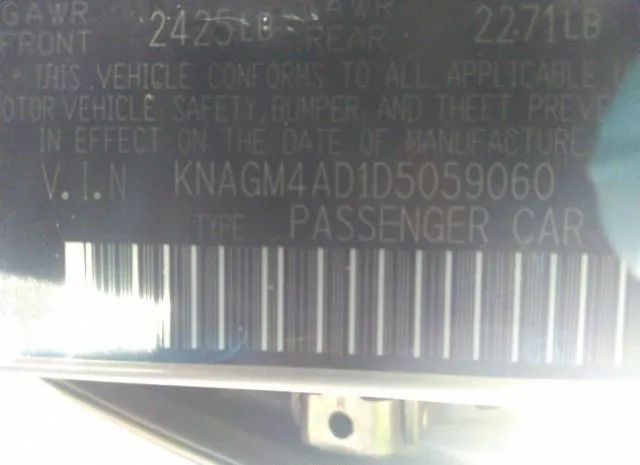 GAWR GAWR
FRONT 2425LB REAR 2271LB
THIS VEHICLE CONFORMS TO ALL APPLICABLE
MOTOR VEHICLE SAFETY, BUMPER, AND THEFT PREVE
IN EFFECT ON THE DATE OF MANUFACTURE
V.I.N KNAGM4AD1D5059060
TYPE PASSENGER CAR